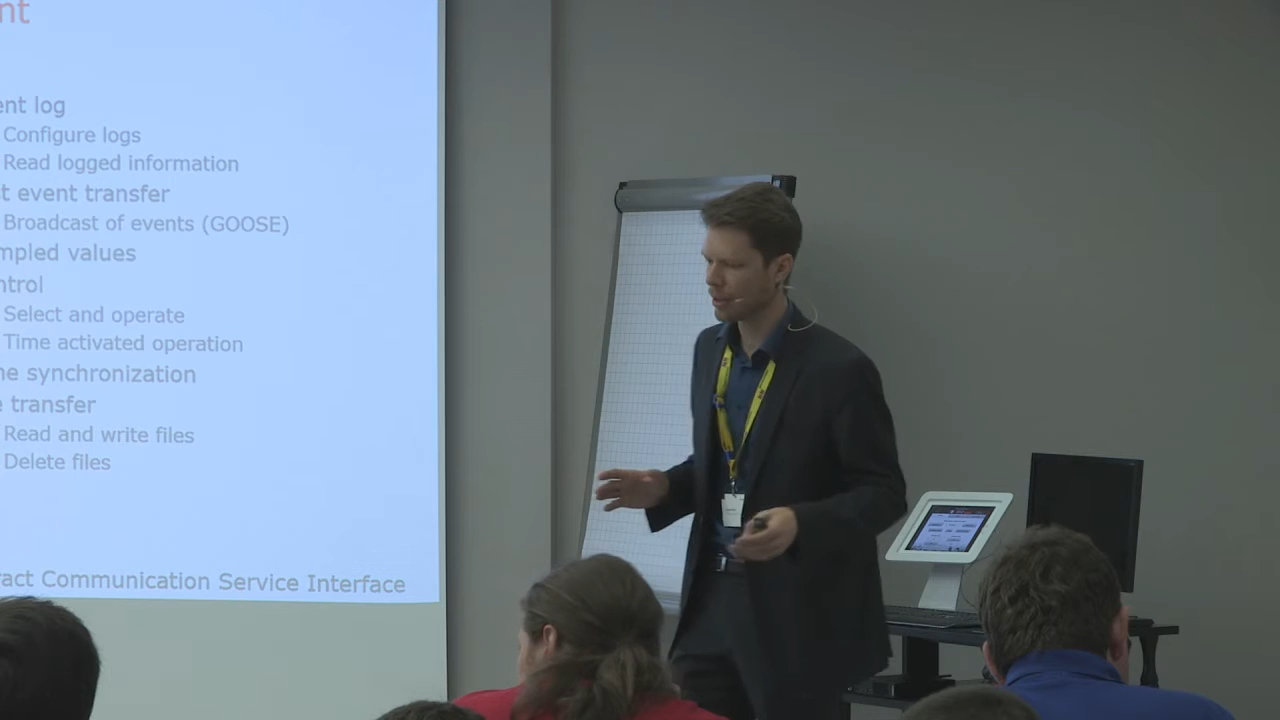 nt
ent log
Configure logs
Read logged information
t event transfer
Broadcast of events (GOOSE)
mpled values
ntrol
Select and operate
Time activated operation
ne synchronization
e transfer
Read and write files
Delete files
ract Communication Service Interface